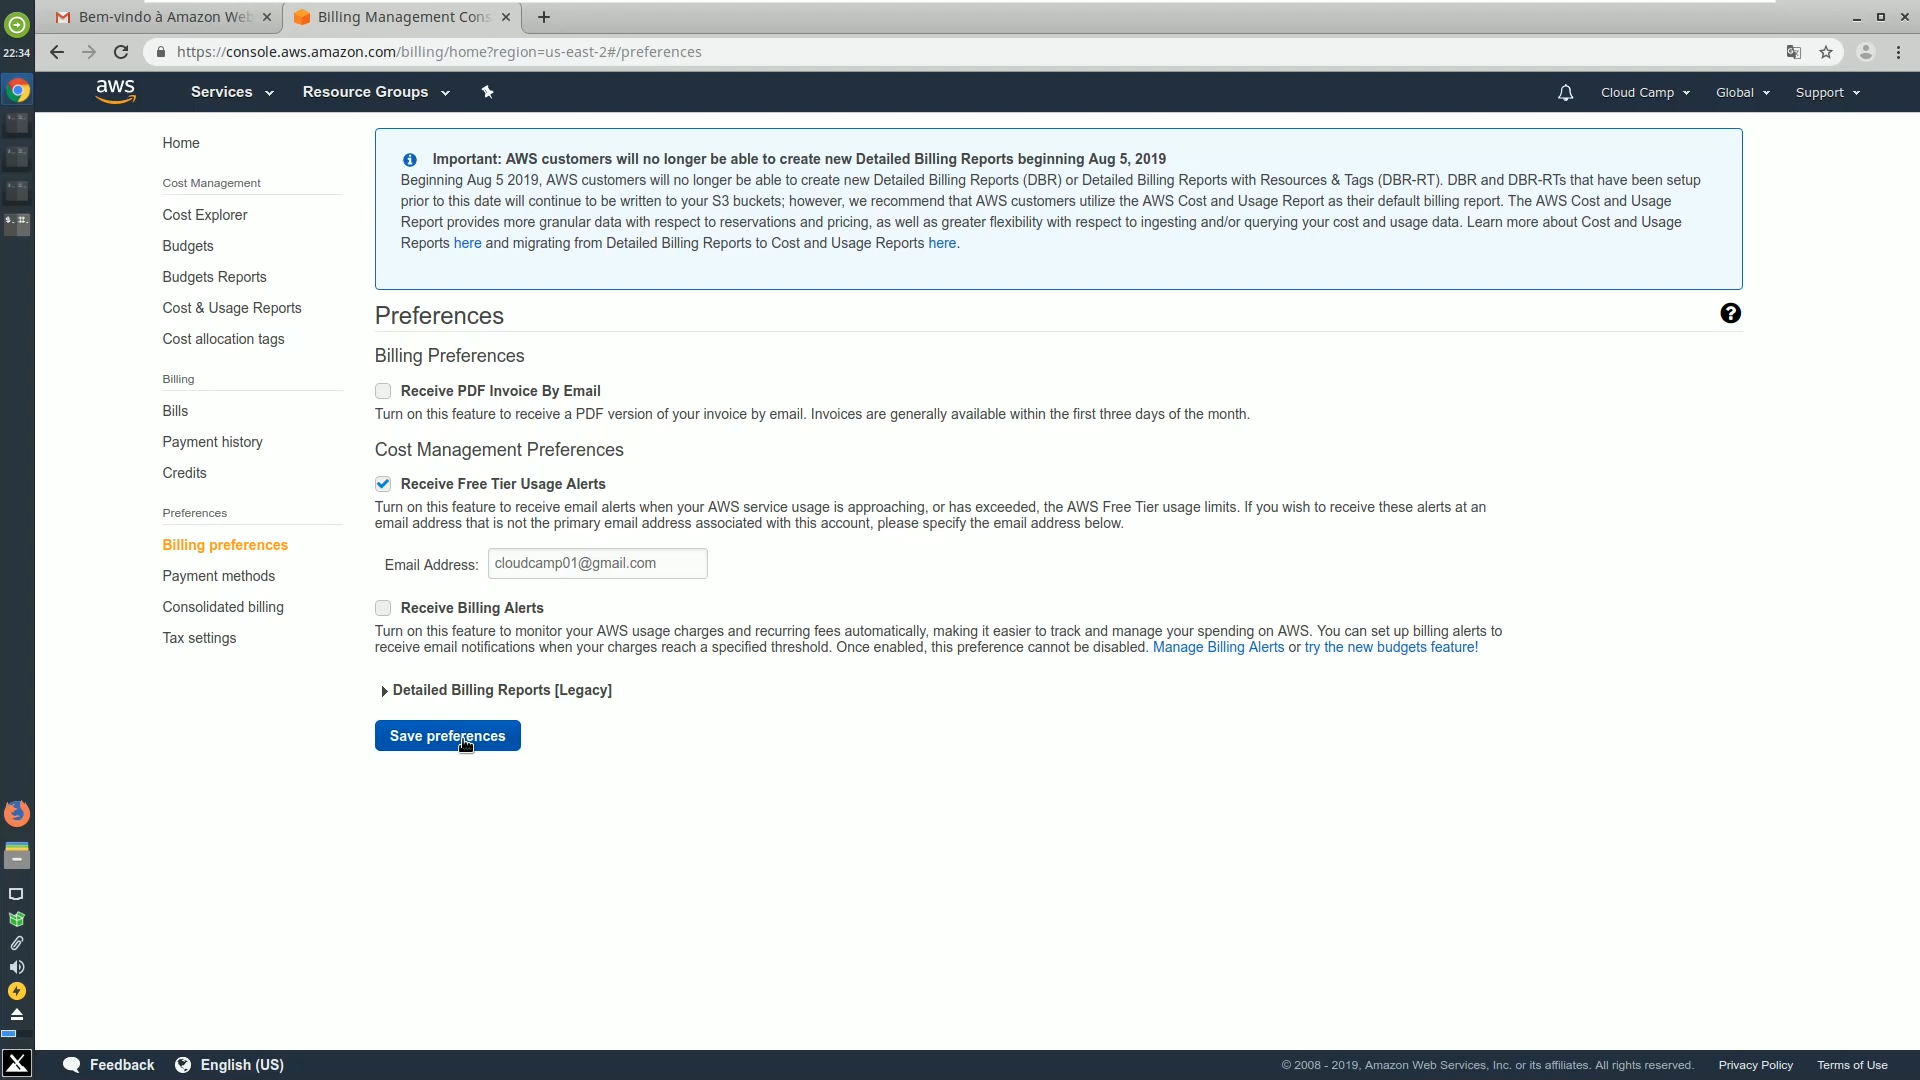 Bem-vindo à Amazon Web
Billing Management Cons
22:34
https://console.aws.amazon.com/billing/home?region=us-east-2#/preferences
aws
Services
Resource Groups
Cloud Camp
Global
Support
Home
Cost Management
Cost Explorer
Budgets
Budgets Reports
Cost & Usage Reports
Cost allocation tags
Billing
Bills
Payment history
Credits
Preferences
Billing preferences
Payment methods
Consolidated billing
Tax settings
Important: AWS customers will no longer be able to create new Detailed Billing Reports beginning Aug 5, 2019
Beginning Aug 5 2019, AWS customers will no longer be able to create new Detailed Billing Reports (DBR) or Detailed Billing Reports with Resources & Tags (DBR-RT). DBR and DBR-RTs that have been setup
prior to this date will continue to be written to your S3 buckets; however, we recommend that AWS customers utilize the AWS Cost and Usage Report as their default billing report. The AWS Cost and Usage
Report provides more granular data with respect to reservations and pricing, as well as greater flexibility with respect to ingesting and/or querying your cost and usage data. Learn more about Cost and Usage
Reports here and migrating from Detailed Billing Reports to Cost and Usage Reports here.
Preferences
Billing Preferences
Receive PDF Invoice By Email
Turn on this feature to receive a PDF version of your invoice by email. Invoices are generally available within the first three days of the month.
Cost Management Preferences
Receive Free Tier Usage Alerts
Turn on this feature to receive email alerts when your AWS service usage is approaching, or has exceeded, the AWS Free Tier usage limits. If you wish to receive these alerts at an
email address that is not the primary email address associated with this account, please specify the email address below.
Email Address: cloudcamp01@gmail.com
Receive Billing Alerts
Turn on this feature to monitor your AWS usage charges and recurring fees automatically, making it easier to track and manage your spending on AWS. You can set up billing alerts to
receive email notifications when your charges reach a specified threshold. Once enabled, this preference cannot be disabled. Manage Billing Alerts or try the new budgets feature!
Detailed Billing Reports [Legacy]
Save preferences
Feedback
English (US)
© 2008 - 2019, Amazon Web Services, Inc. or its affiliates. All rights reserved.
Privacy Policy
Terms of Use